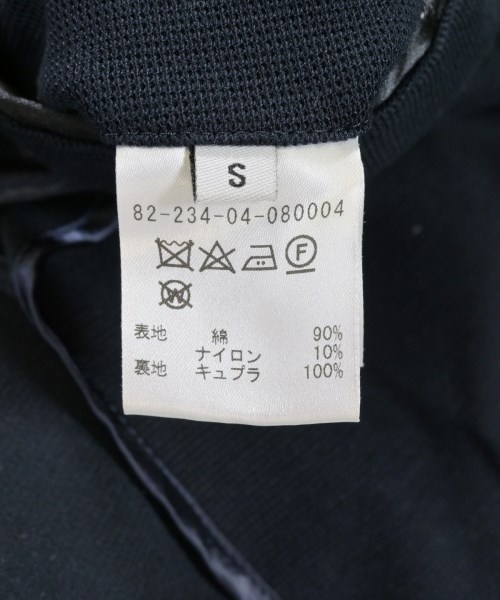 S
82-234-04-080004
F
W
表地 綿 90%
ナイロン 10%
裏地 キュプラ 100%